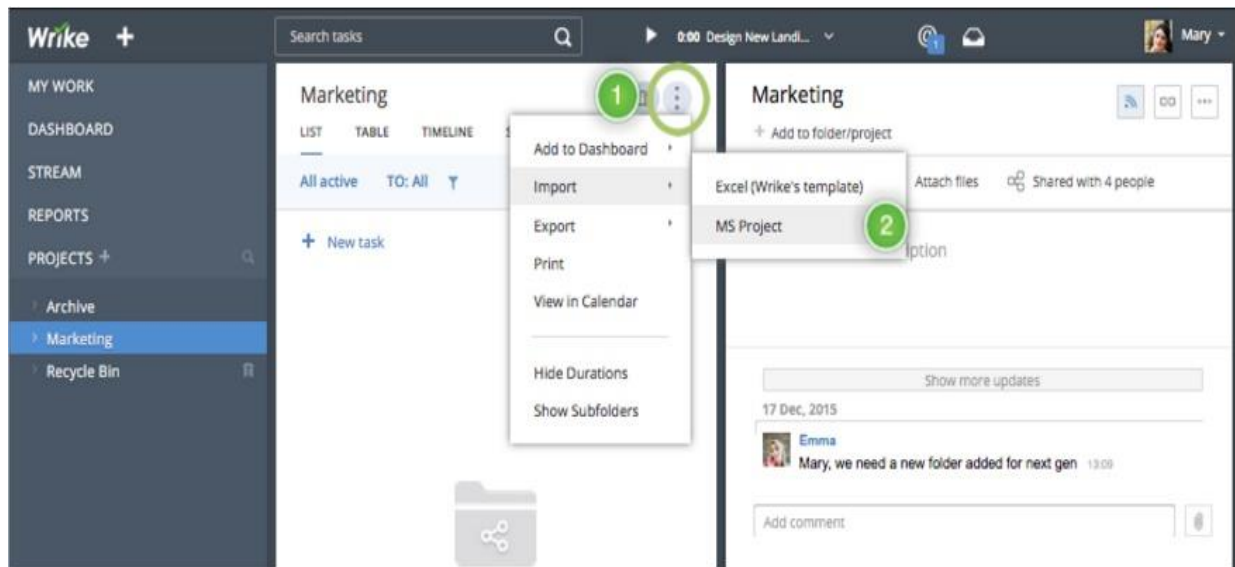 Wrike +
Search tasks
0:00 Design New Landi...
1
Mary
MY WORK
DASHBOARD
STREAM
REPORTS
PROJECTS +
Archive
Marketing
Recycle Bin
Marketing
1
LIST TABLE TIMELINE S
All active TO: All
+ New task
Add to Dashboard
Import
Export
Print
View in Calendar
Hide Durations
Show Subfolders
Excel (Wrike's template)
MS Project
2
Marketing
+ Add to folder/project
Attach files Shared with 4 people
iption
Show more updates
17 Dec, 2015
Emma
Mary, we need a new folder added for next gen 13:09
Add comment